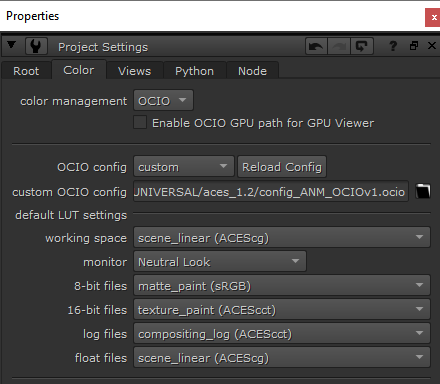 Properties
Project Settings
Root Color Views Python Node
color management OCIO
Enable OCIO GPU path for GPU Viewer
OCIO config custom Reload Config
custom OCIO config UNIVERSAL/aces_1.2/config_ANM_OCIOv1.ocio
default LUT settings
working space scene_linear (ACEScg)
monitor Neutral Look
8-bit files matte_paint (sRGB)
16-bit files texture_paint (ACEScct)
log files compositing_log (ACEScct)
float files scene_linear (ACEScg)